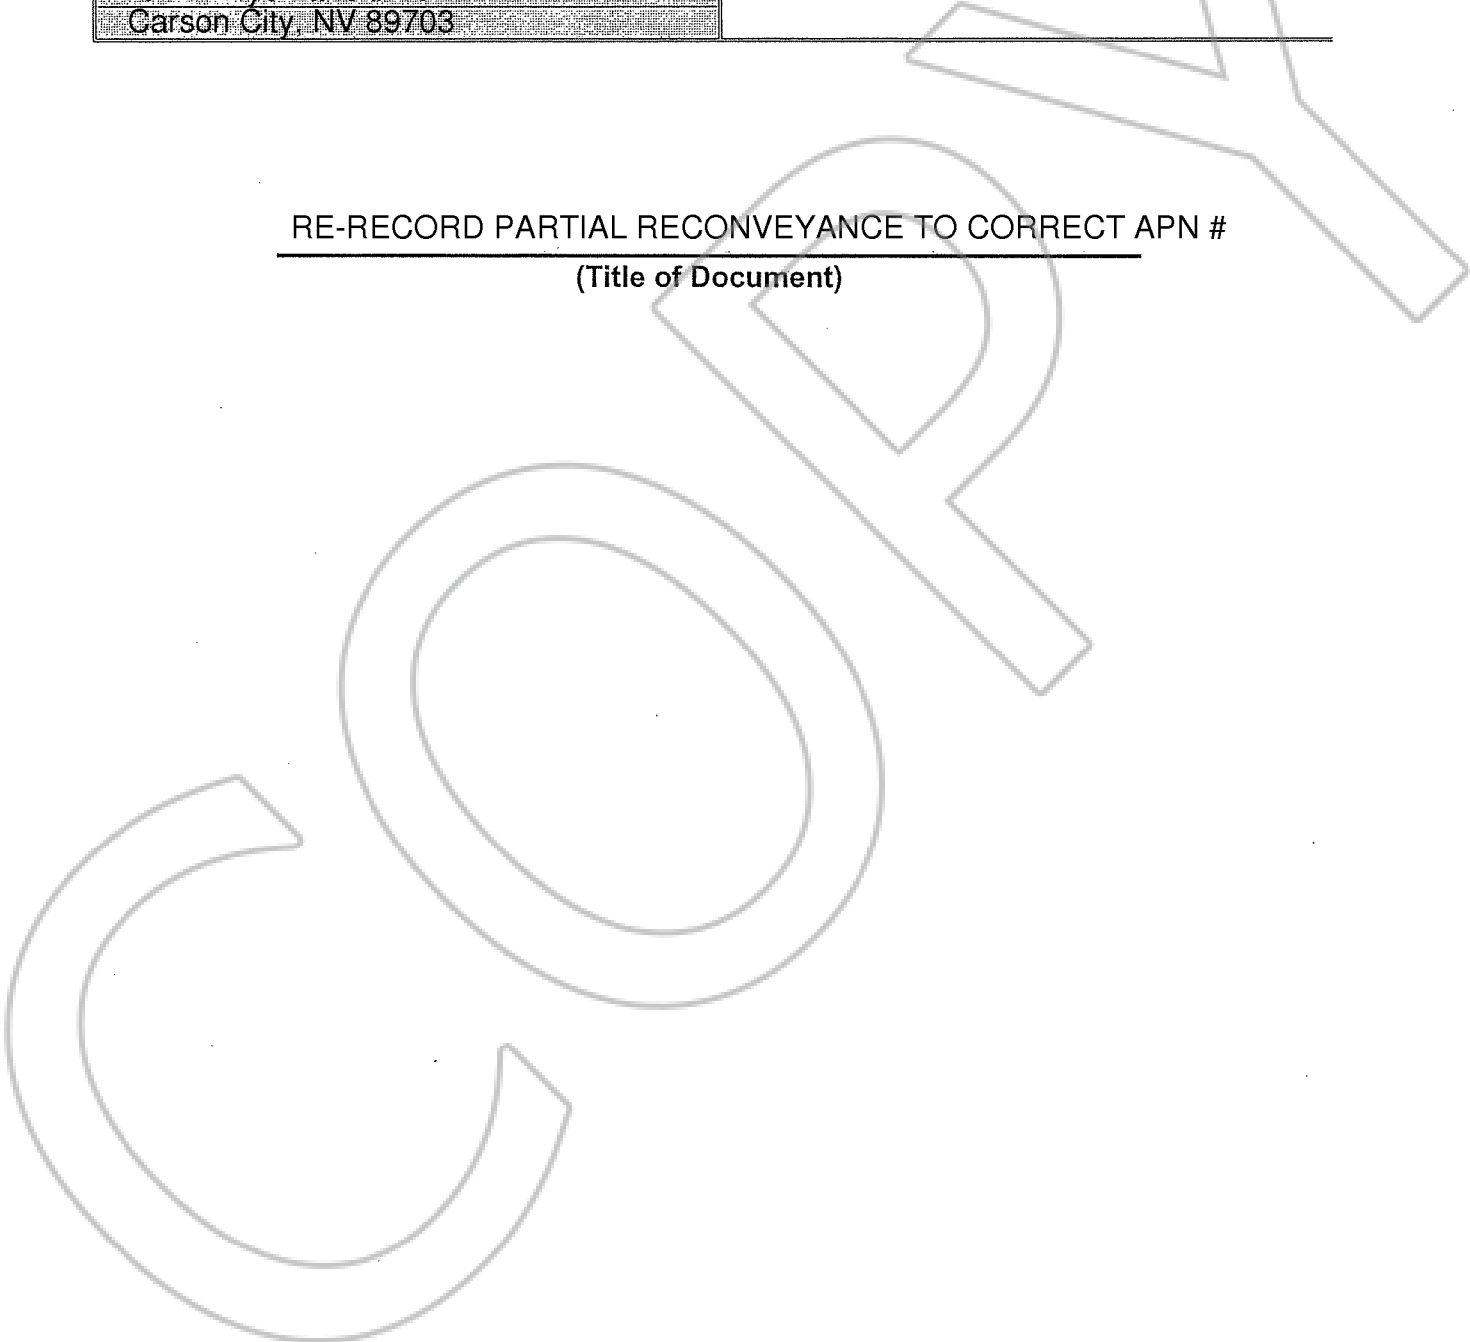 Carson City, NV 89703
RE-RECORD PARTIAL RECONVEYANCE TO CORRECT APN #
(Title of Document)
COPY